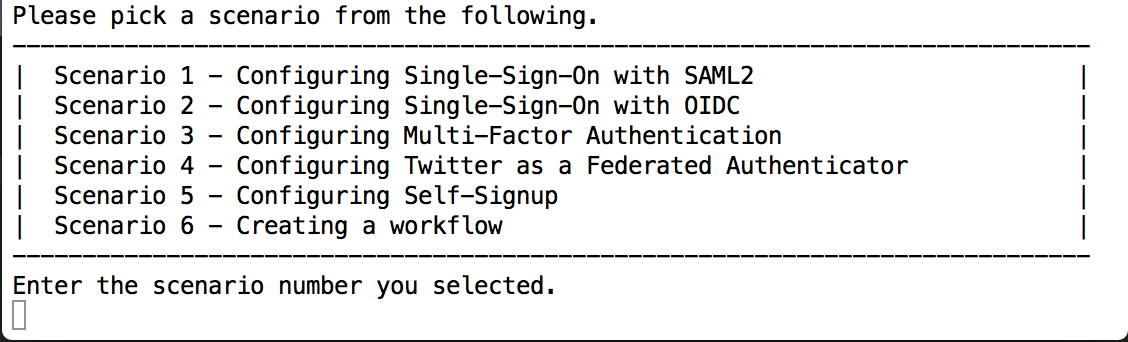 Please pick a scenario from the following.
-----------------------------------------------------------------------------
|  Scenario 1 - Configuring Single-Sign-On with SAML2                       |
|  Scenario 2 - Configuring Single-Sign-On with OIDC                        |
|  Scenario 3 - Configuring Multi-Factor Authentication                     |
|  Scenario 4 - Configuring Twitter as a Federated Authenticator            |
|  Scenario 5 - Configuring Self-Signup                                     |
|  Scenario 6 - Creating a workflow                                         |
-----------------------------------------------------------------------------
Enter the scenario number you selected.